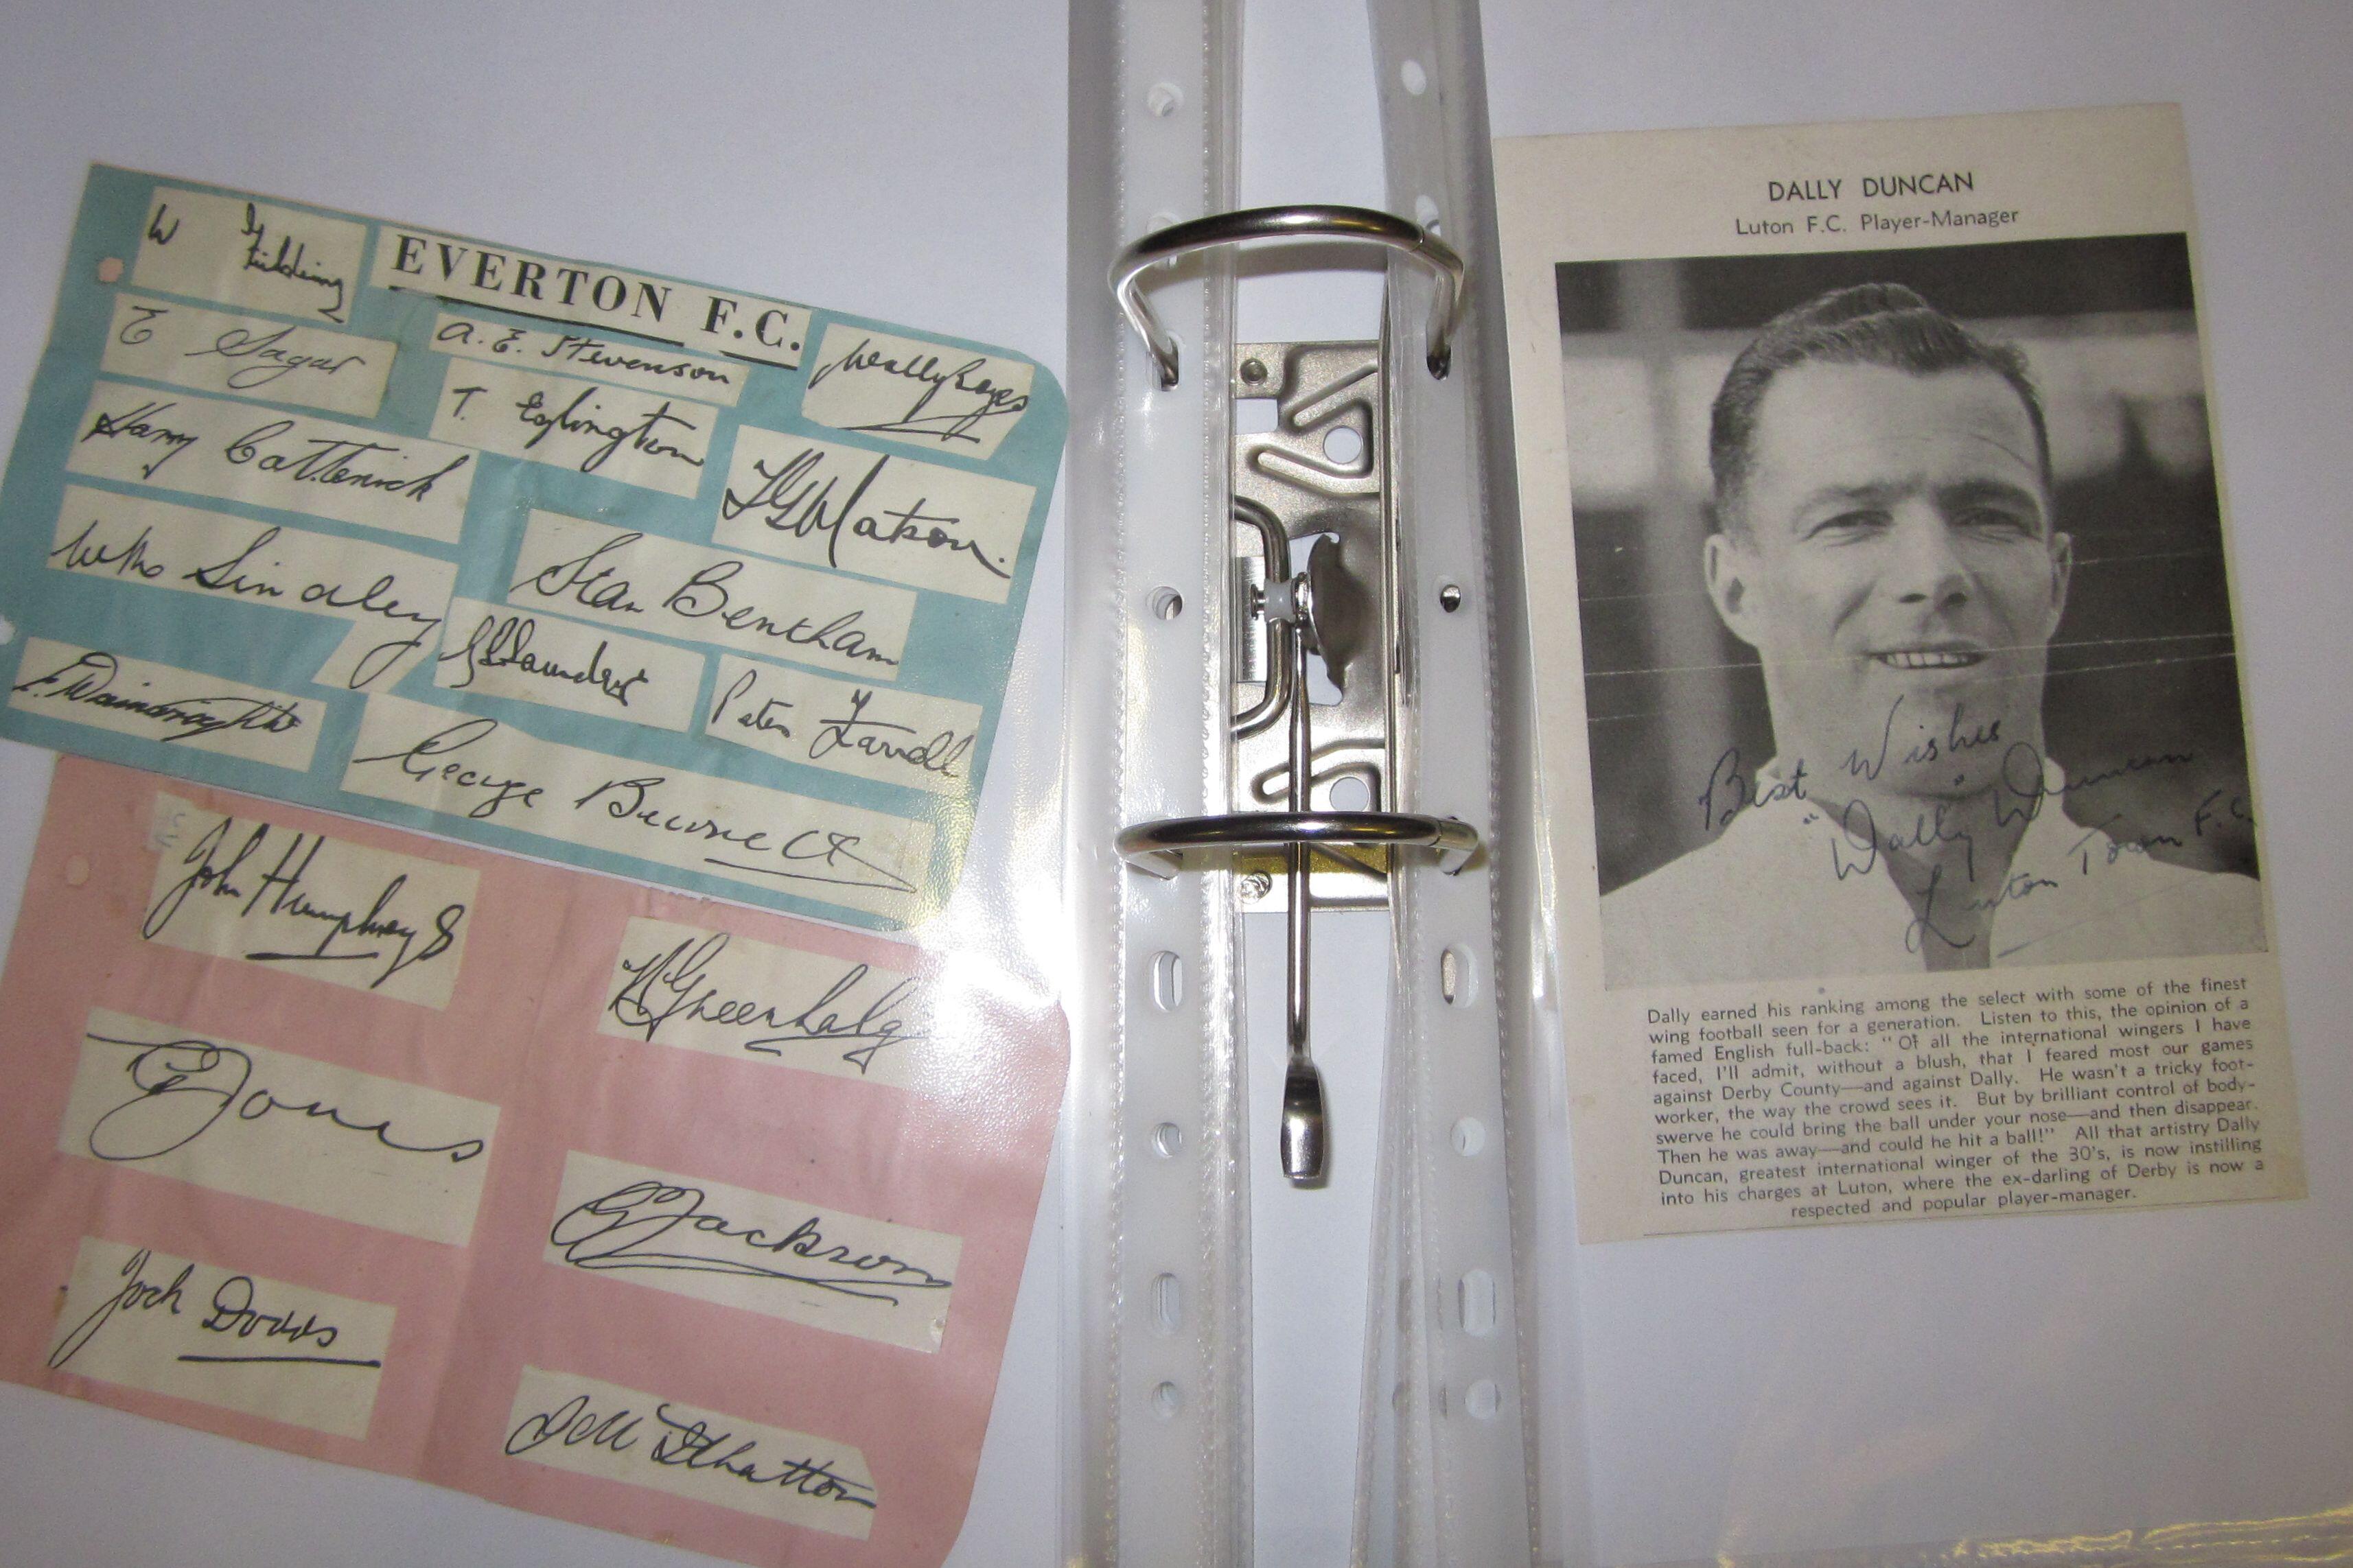 EVERTON F.C.
W Fielding
A. E. Stevenson
Wally Boyes
E Sagar
T. Eglington
Harry Catterick
T G Watson.
Wm Lindley
Stan Bentham
G Saunders
Peter Farrell
E. Wainwright
George Burnett
John Humphreys
H Greenhalgh
J Jones
G Jackson
Jock Dodds
DALLY DUNCAN
Luton F.C. Player-Manager
Best Wishes
"Dally" Duncan
Luton Town F.C.
Dally earned his ranking among the select with some of the finest
wing football seen for a generation. Listen to this, the opinion of a
famed English full-back: "Of all the international wingers I have
faced, I'll admit, without a blush, that I feared most our games
against Derby County—and against Dally. He wasn't a tricky foot-
worker, the way the crowd sees it. But by brilliant control of body-
swerve he could bring the ball under your nose—and then disappear.
Then he was away—and could he hit a ball!" All that artistry Dally
Duncan, greatest international winger of the 30's, is now instilling
into his charges at Luton, where the ex-darling of Derby is now a
respected and popular player-manager.